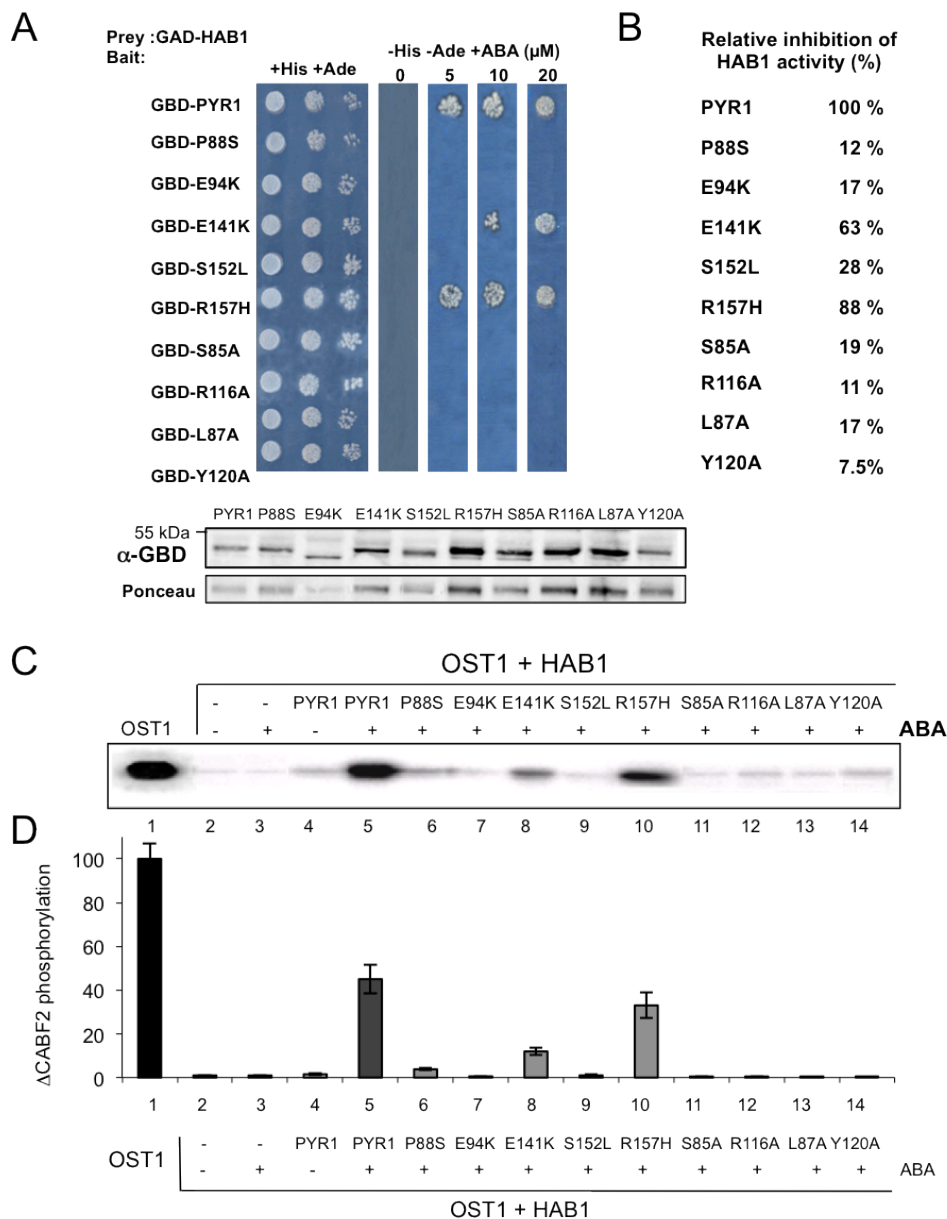 A
Prey :GAD-HAB1
Bait:
+His +Ade
-His -Ade +ABA (µM)
0 5 10 20
GBD-PYR1
GBD-P88S
GBD-E94K
GBD-E141K
GBD-S152L
GBD-R157H
GBD-S85A
GBD-R116A
GBD-L87A
GBD-Y120A
PYR1 P88S E94K E141K S152L R157H S85A R116A L87A Y120A
55 kDa
α-GBD
Ponceau
B
Relative inhibition of
HAB1 activity (%)
PYR1 100 %
P88S 12 %
E94K 17 %
E141K 63 %
S152L 28 %
R157H 88 %
S85A 19 %
R116A 11 %
L87A 17 %
Y120A 7.5%
C
OST1 + HAB1
- - PYR1 PYR1 P88S E94K E141K S152L R157H S85A R116A L87A Y120A
OST1 - + - + + + + + + + + + + ABA
1 2 3 4 5 6 7 8 9 10 11 12 13 14
D
ΔCABF2 phosphorylation
100
80
60
40
20
0
1 2 3 4 5 6 7 8 9 10 11 12 13 14
- - PYR1 PYR1 P88S E94K E141K S152L R157H S85A R116A L87A Y120A
OST1 - + - + + + + + + + + + + ABA
OST1 + HAB1